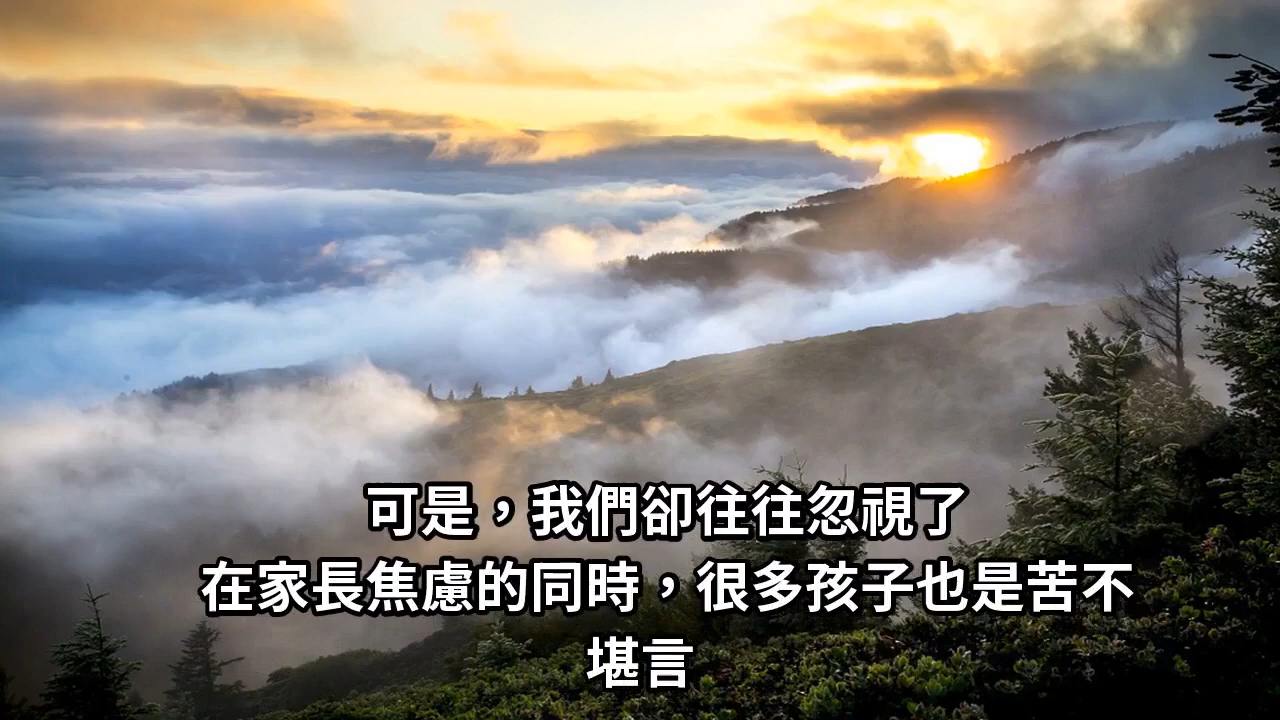 可是，我們卻往往忽視了
在家長焦慮的同時，很多孩子也是苦不
堪言